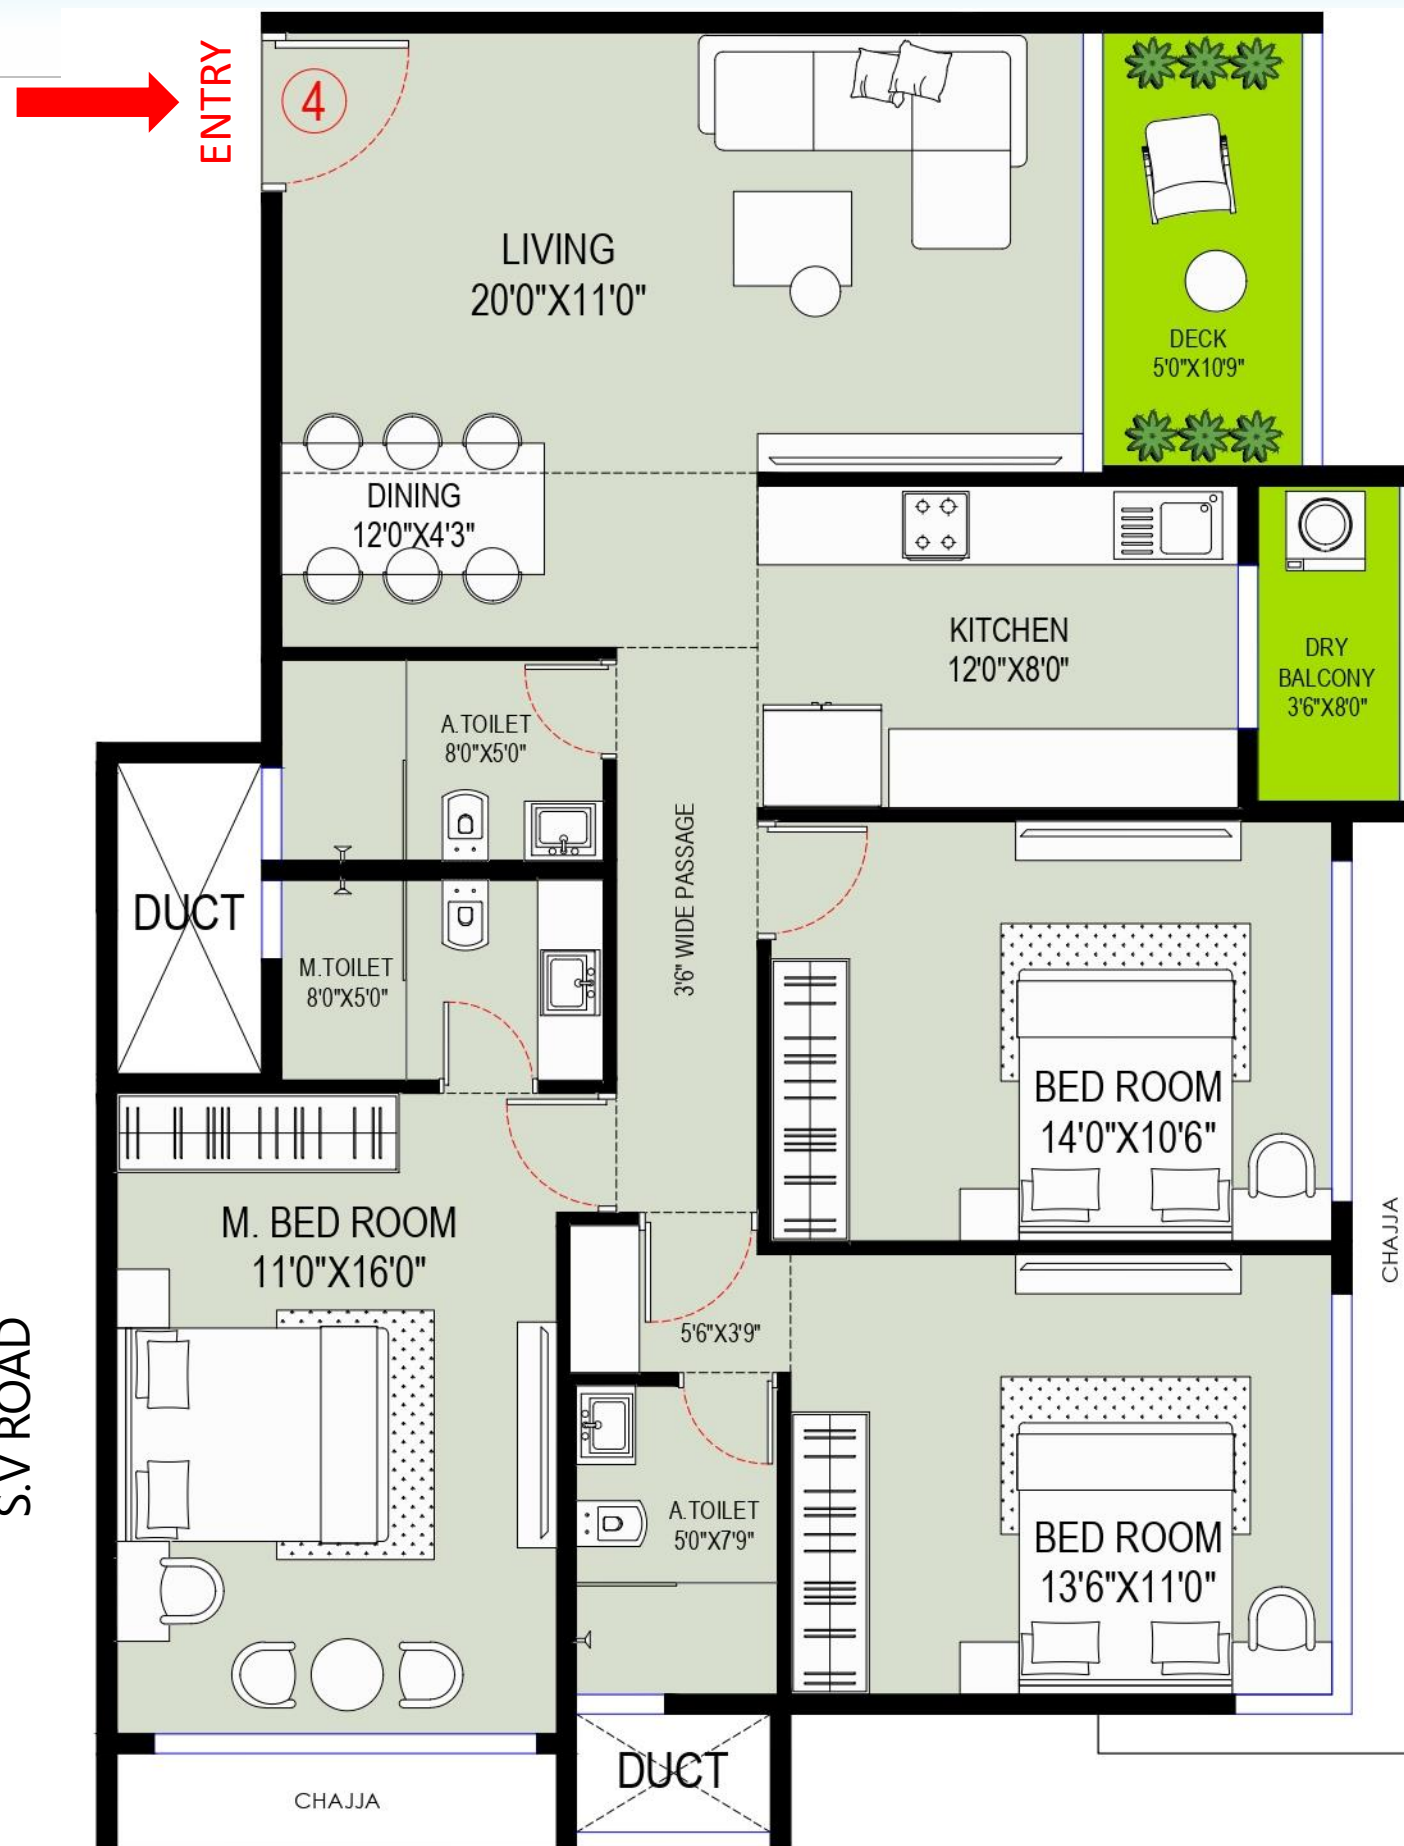 ENTRY
4
LIVING
20'0"X11'0"
DECK
5'0"X10'9"
DINING
12'0"X4'3"
KITCHEN
12'0"X8'0"
DRY
BALCONY
3'6"X8'0"
A.TOILET
8'0"X5'0"
3'6" WIDE PASSAGE
DUCT
M.TOILET
8'0"X5'0"
BED ROOM
14'0"X10'6"
CHAJJA
M. BED ROOM
11'0"X16'0"
5'6"X3'9"
S.V ROAD
A.TOILET
5'0"X7'9"
BED ROOM
13'6"X11'0"
DUCT
CHAJJA